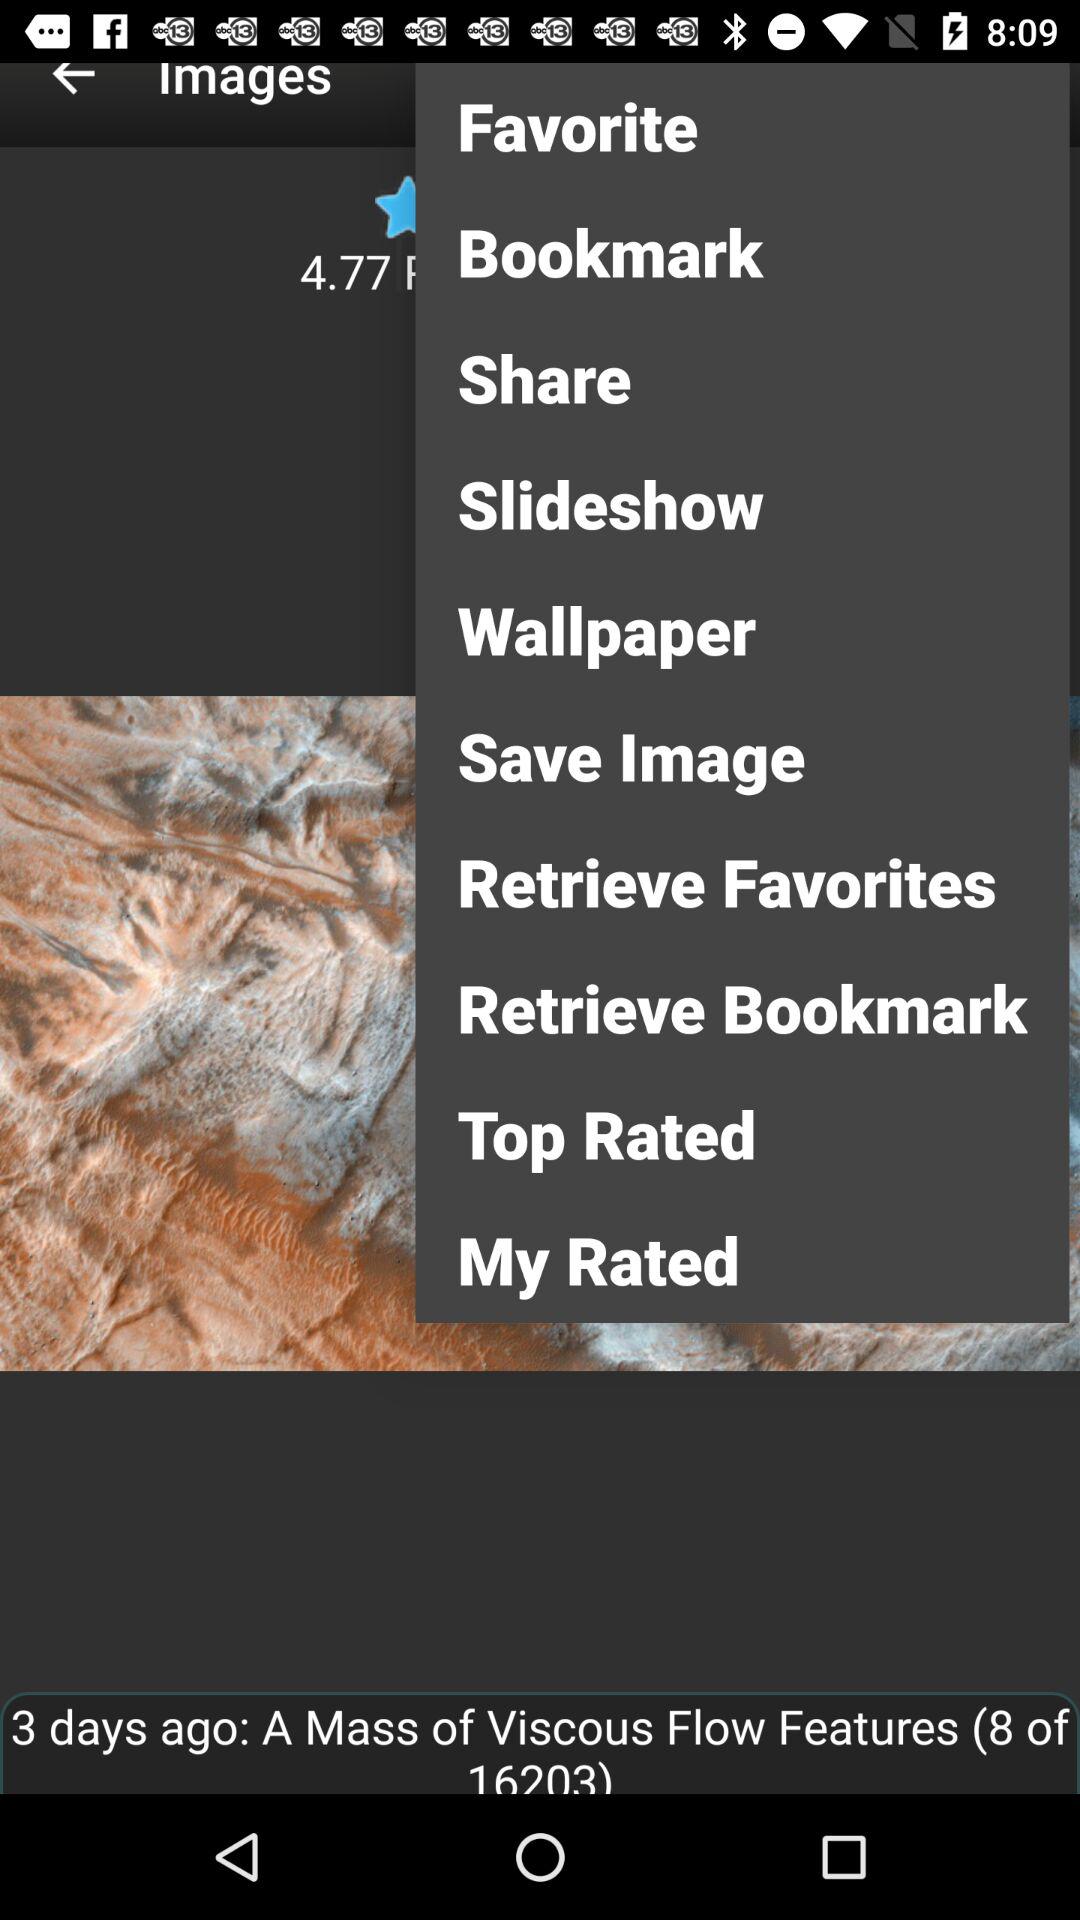 8:09
Images
Favorite
4.77
Bookmark
Share
Slideshow
Wallpaper
Save Image
Retrieve Favorites
Retrieve Bookmark
Top Rated
My Rated
3 days ago: A Mass of Viscous Flow Features (8 of
16203)